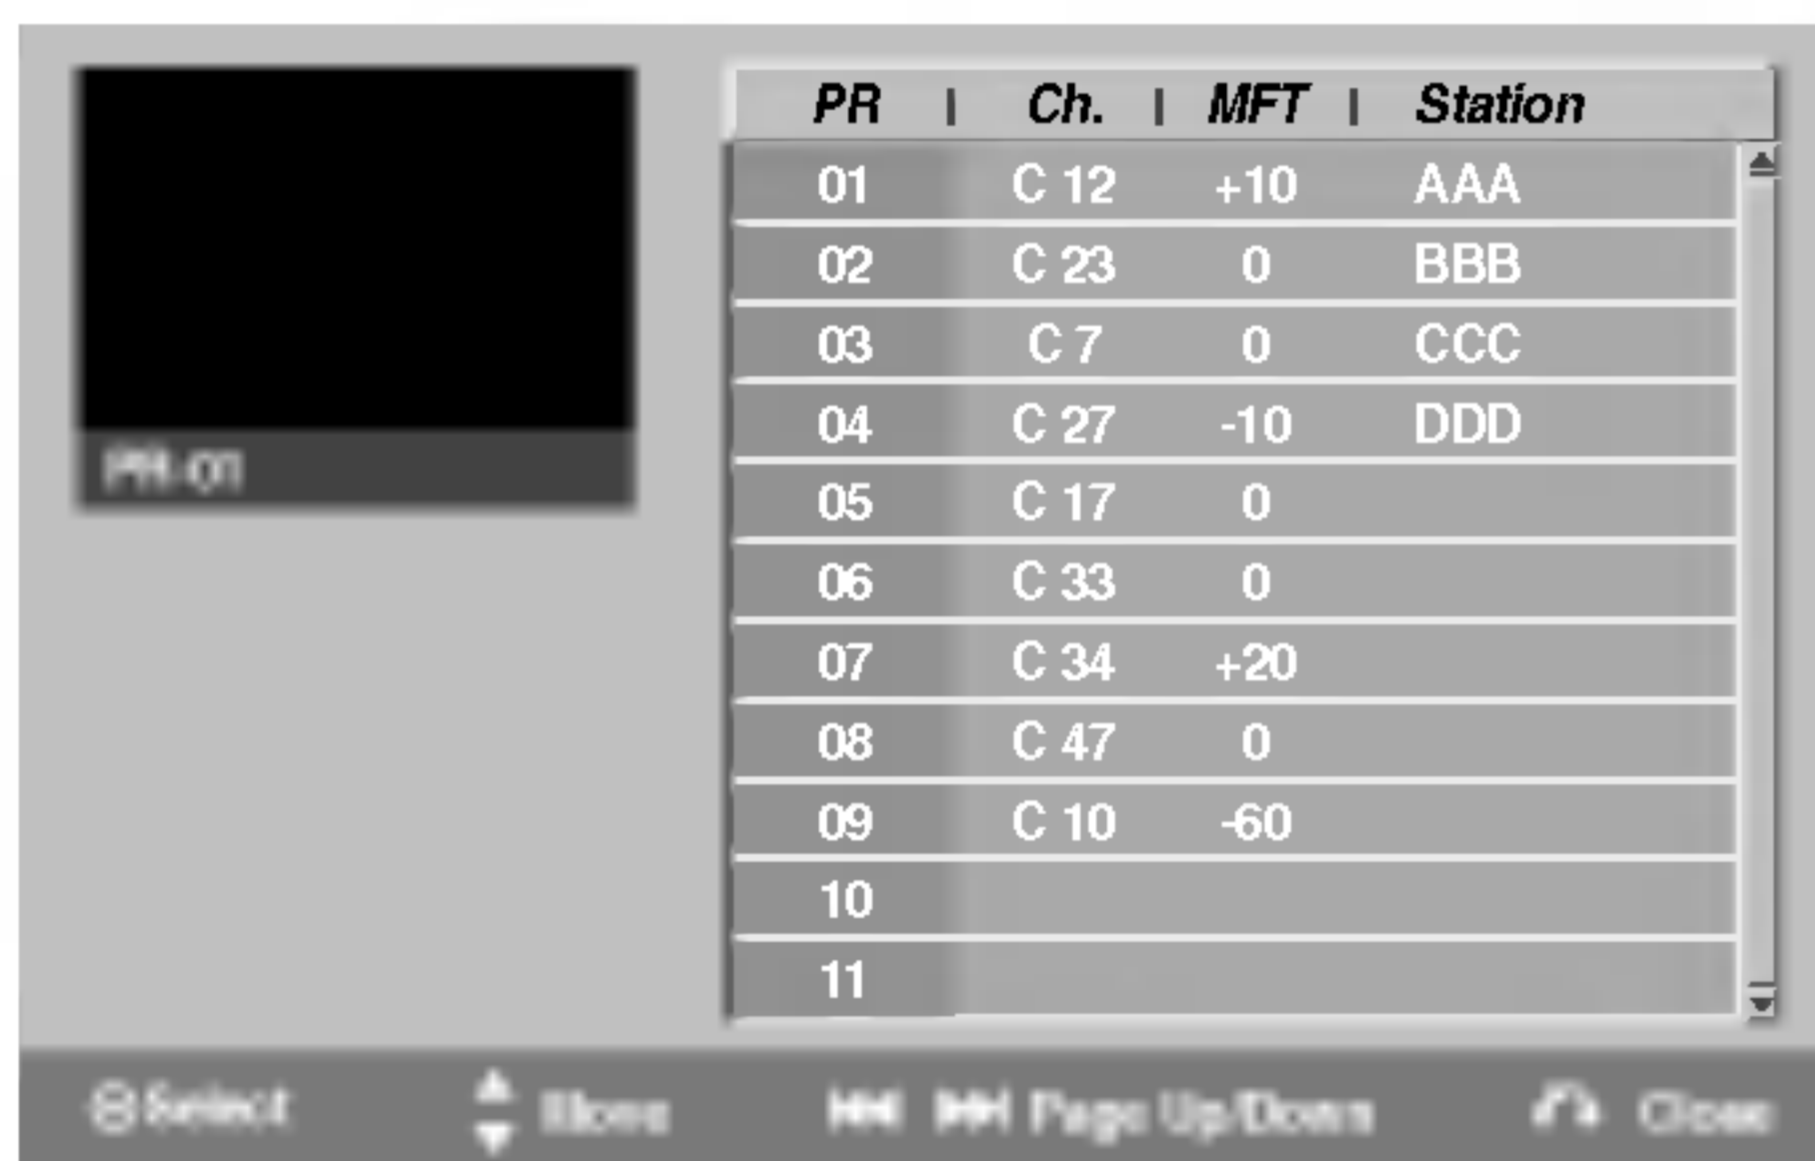 PR | Ch. | MFT | Station
01 C 12 +10 AAA
02 C 23 0 BBB
03 C 7 0 CCC
04 C 27 -10 DDD
05 C 17 0
06 C 33 0
07 C 34 +20
08 C 47 0
09 C 10 -60
10
11
PR-01
Select Move Page Up/Down Close